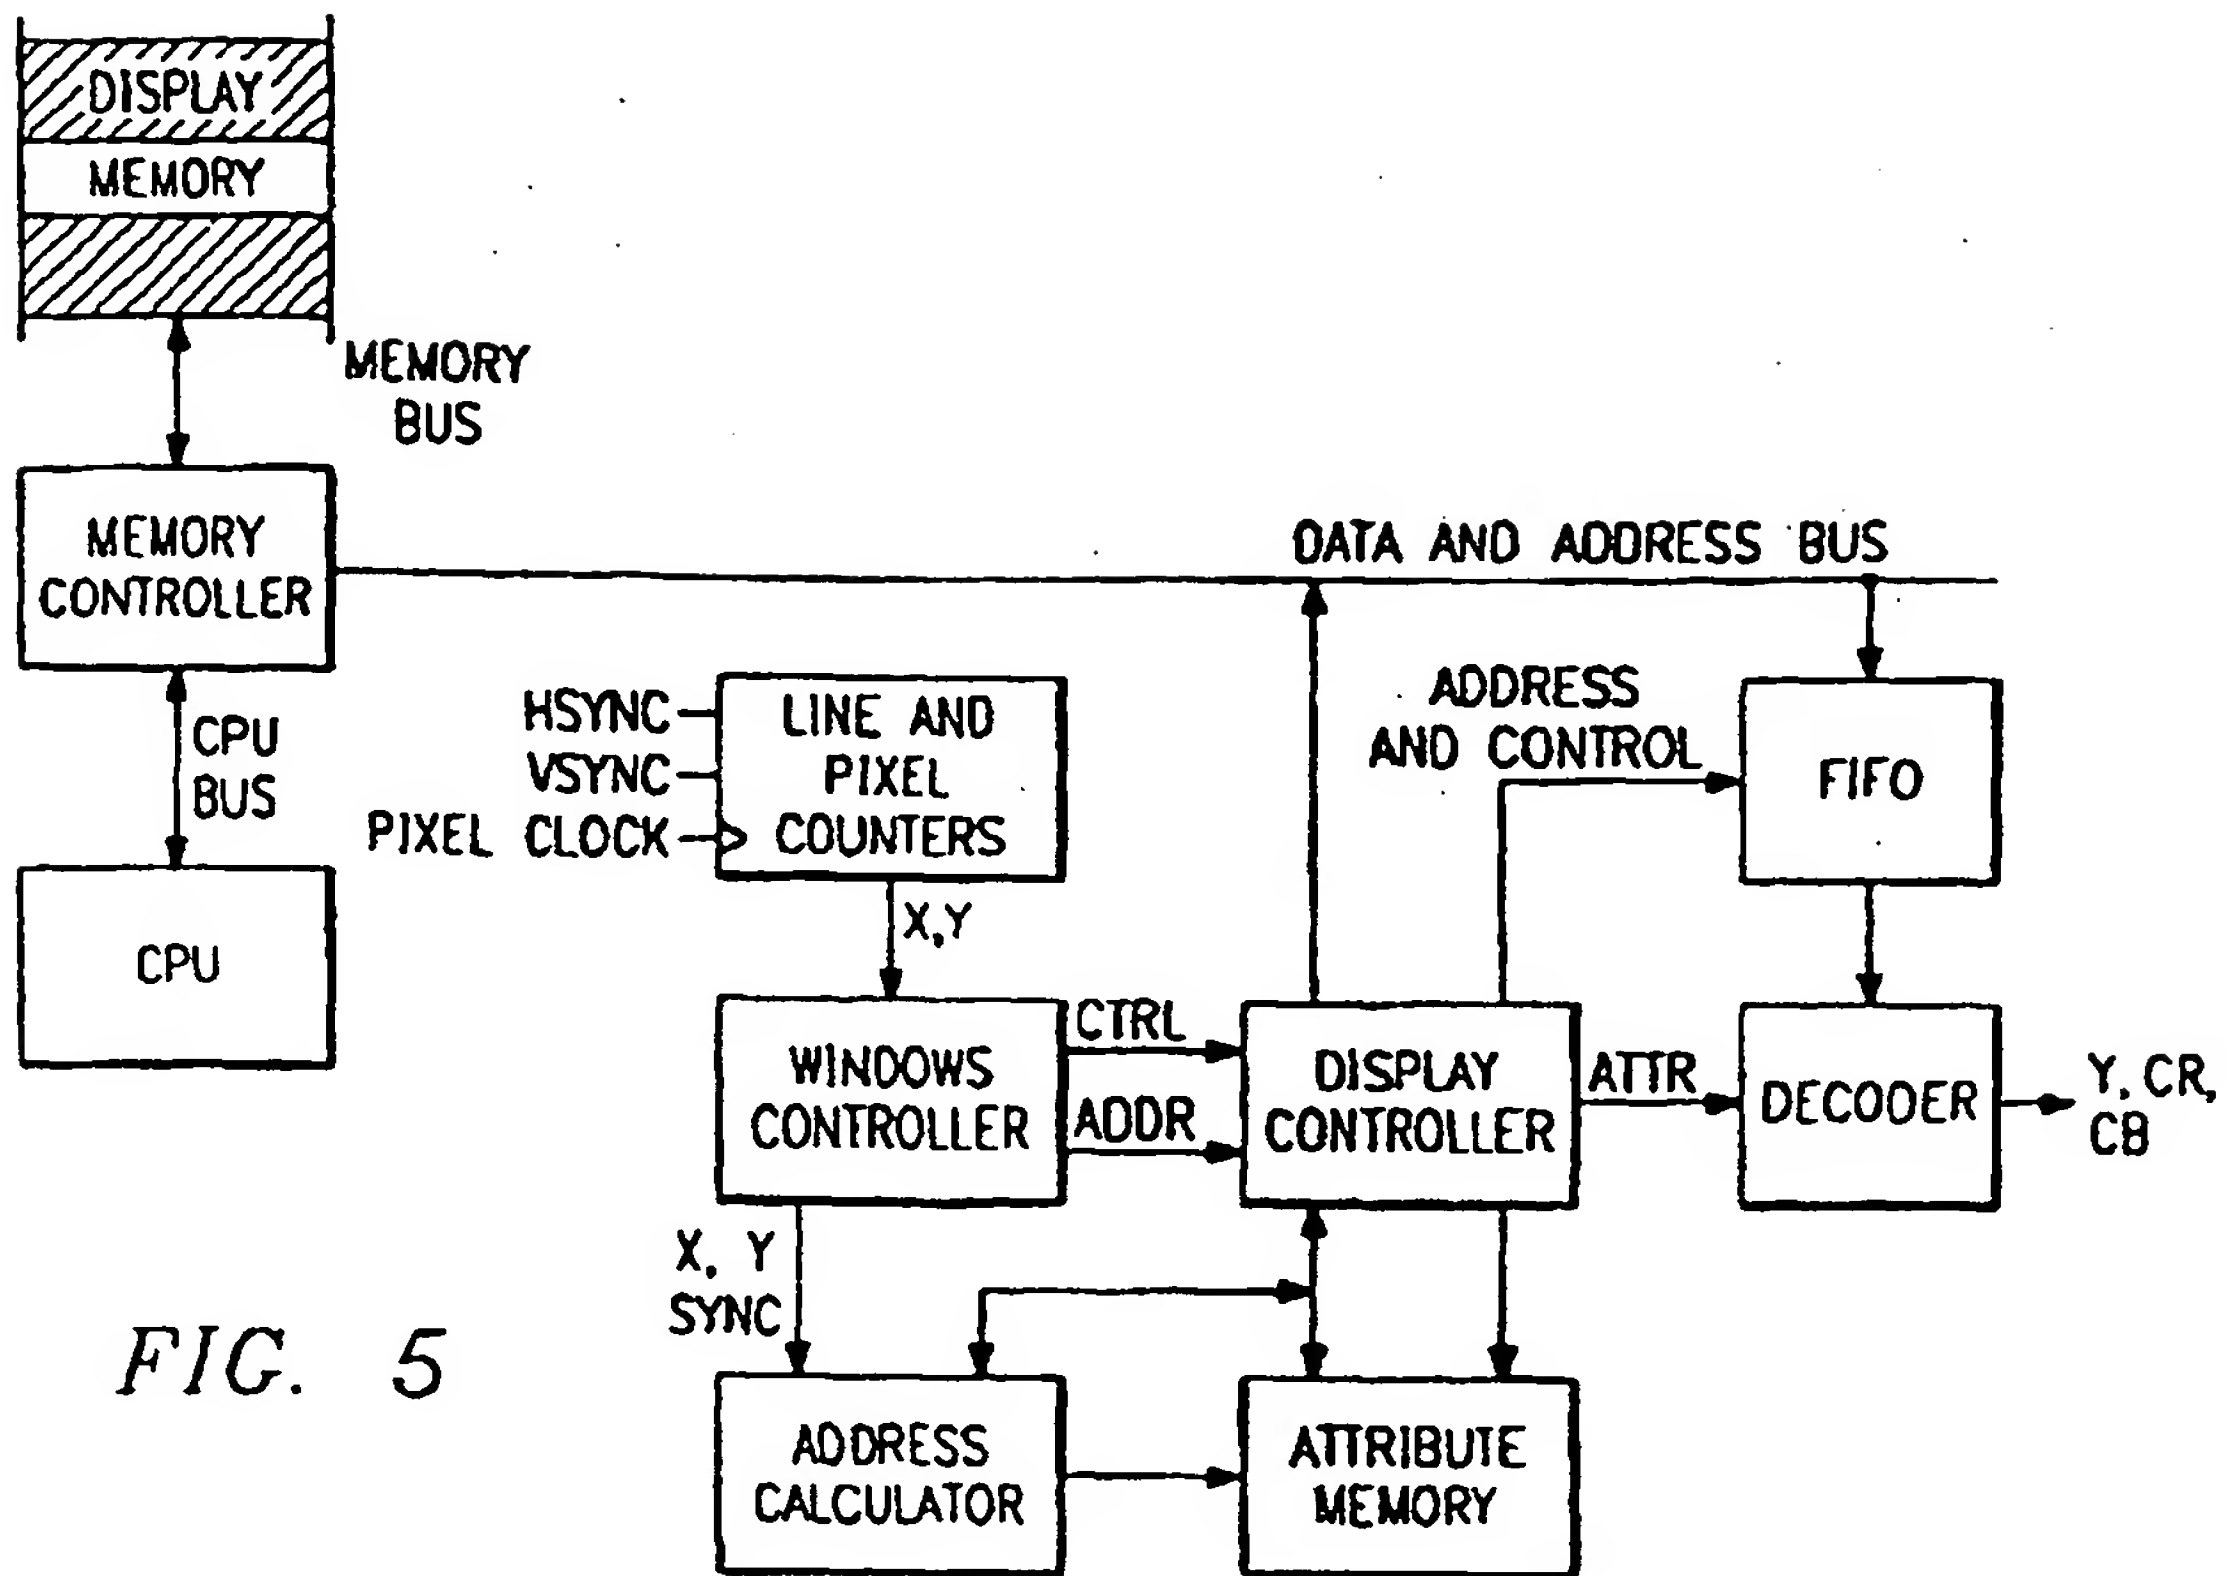 DISPLAY
MEMORY
MEMORY
BUS
MEMORY
CONTROLLER
DATA AND ADDRESS BUS
CPU
BUS
HSYNC
VSYNC
PIXEL CLOCK
LINE AND
PIXEL
COUNTERS
ADDRESS
AND CONTROL
FIFO
CPU
X,Y
WINDOWS
CONTROLLER
CTRL
ADDR
DISPLAY
CONTROLLER
ATTR
DECODER
Y, CR,
CB
X, Y
SYNC
ADDRESS
CALCULATOR
ATTRIBUTE
MEMORY
FIG. 5